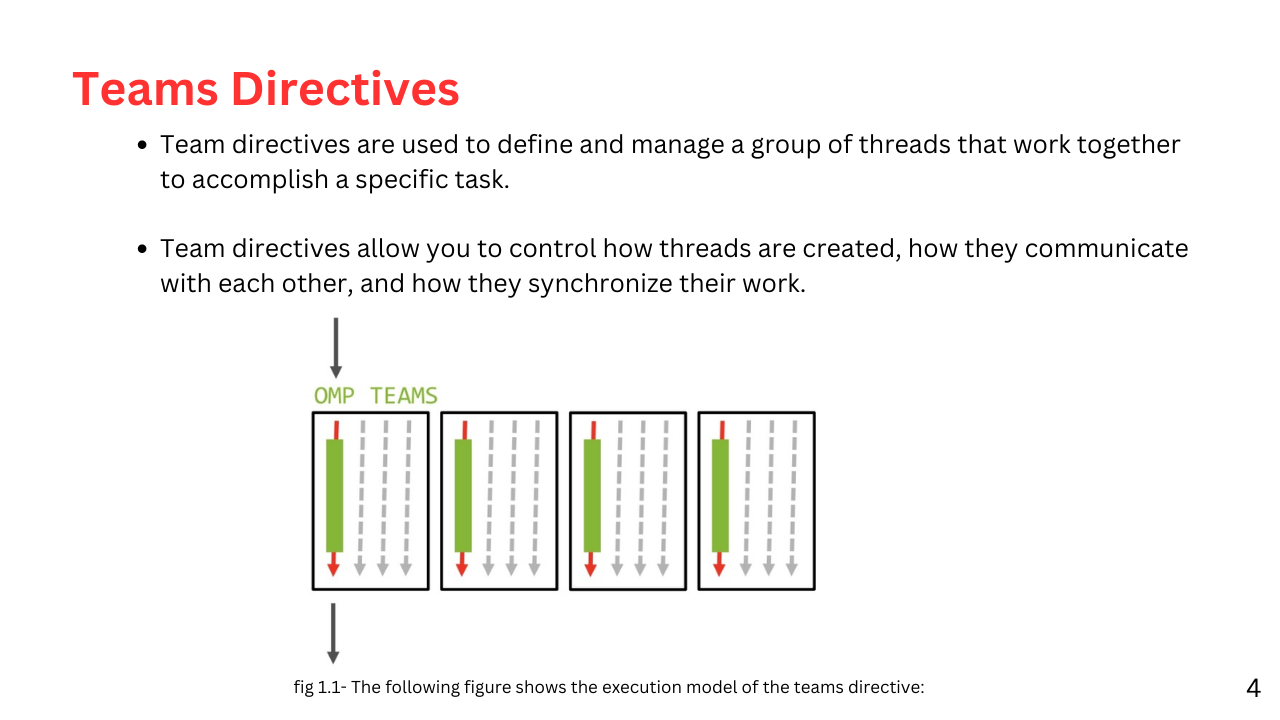 Teams Directives
• Team directives are used to define and manage a group of threads that work together
to accomplish a specific task.
• Team directives allow you to control how threads are created, how they communicate
with each other, and how they synchronize their work.
OMP TEAMS
fig 1.1- The following figure shows the execution model of the teams directive:
4